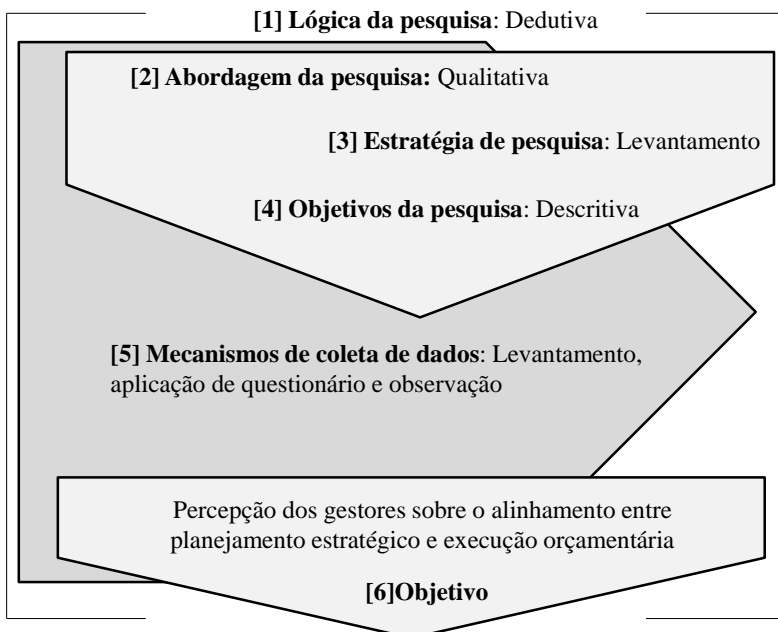 [1] Lógica da pesquisa: Dedutiva
[2] Abordagem da pesquisa: Qualitativa
[3] Estratégia de pesquisa: Levantamento
[4] Objetivos da pesquisa: Descritiva
[5] Mecanismos de coleta de dados: Levantamento,
aplicação de questionário e observação
Percepção dos gestores sobre o alinhamento entre
planejamento estratégico e execução orçamentária
[6]Objetivo